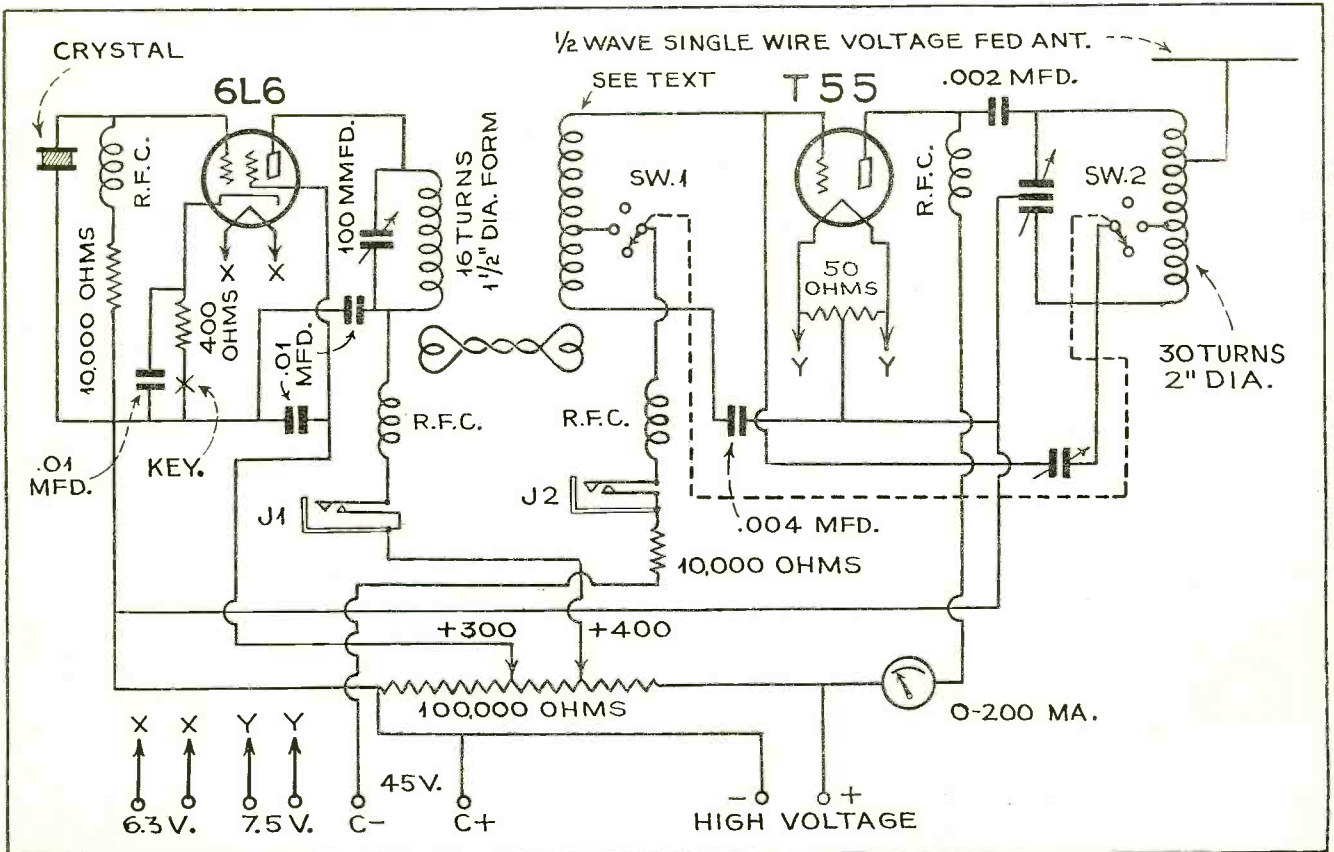 CRYSTAL
1/2 WAVE SINGLE WIRE VOLTAGE FED ANT.
SEE TEXT
.002 MFD.
6L6
T55
R.F.C.
100 MMFD.
16 TURNS
1/2" DIA. FORM
SW.1
R.F.C.
SW.2
10,000 OHMS
X X
400
OHMS
.01
MFD.
50
OHMS
Y Y
30 TURNS
2" DIA.
.01
MFD.
KEY.
R.F.C.
R.F.C.
J1
J2
.004 MFD.
10,000 OHMS
+300
+400
100,000 OHMS
0-200 MA.
X X Y Y
45V.
6.3 V.
7.5 V.
C-
C+
- +
HIGH VOLTAGE